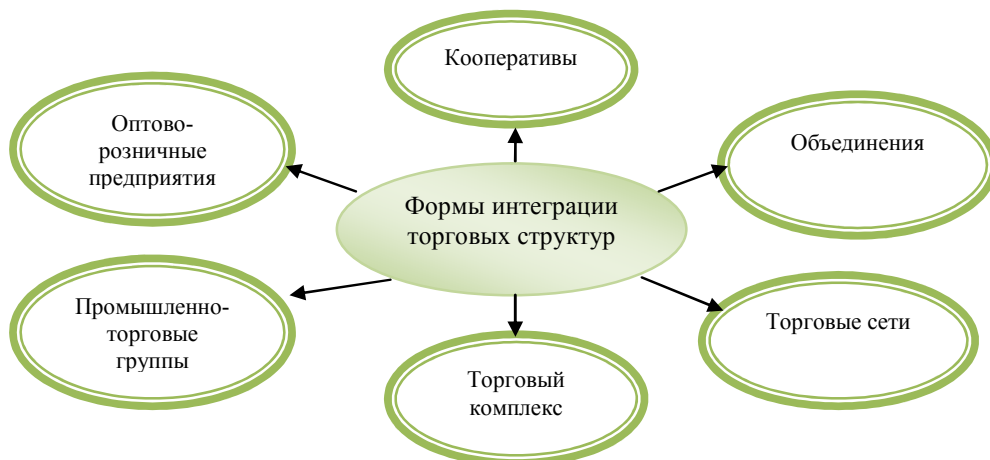 Кооперативы
Оптово-
розничные
предприятия
Объединения
Формы интеграции
торговых структур
Промышленно-
торговые
группы
Торговые сети
Торговый
комплекс